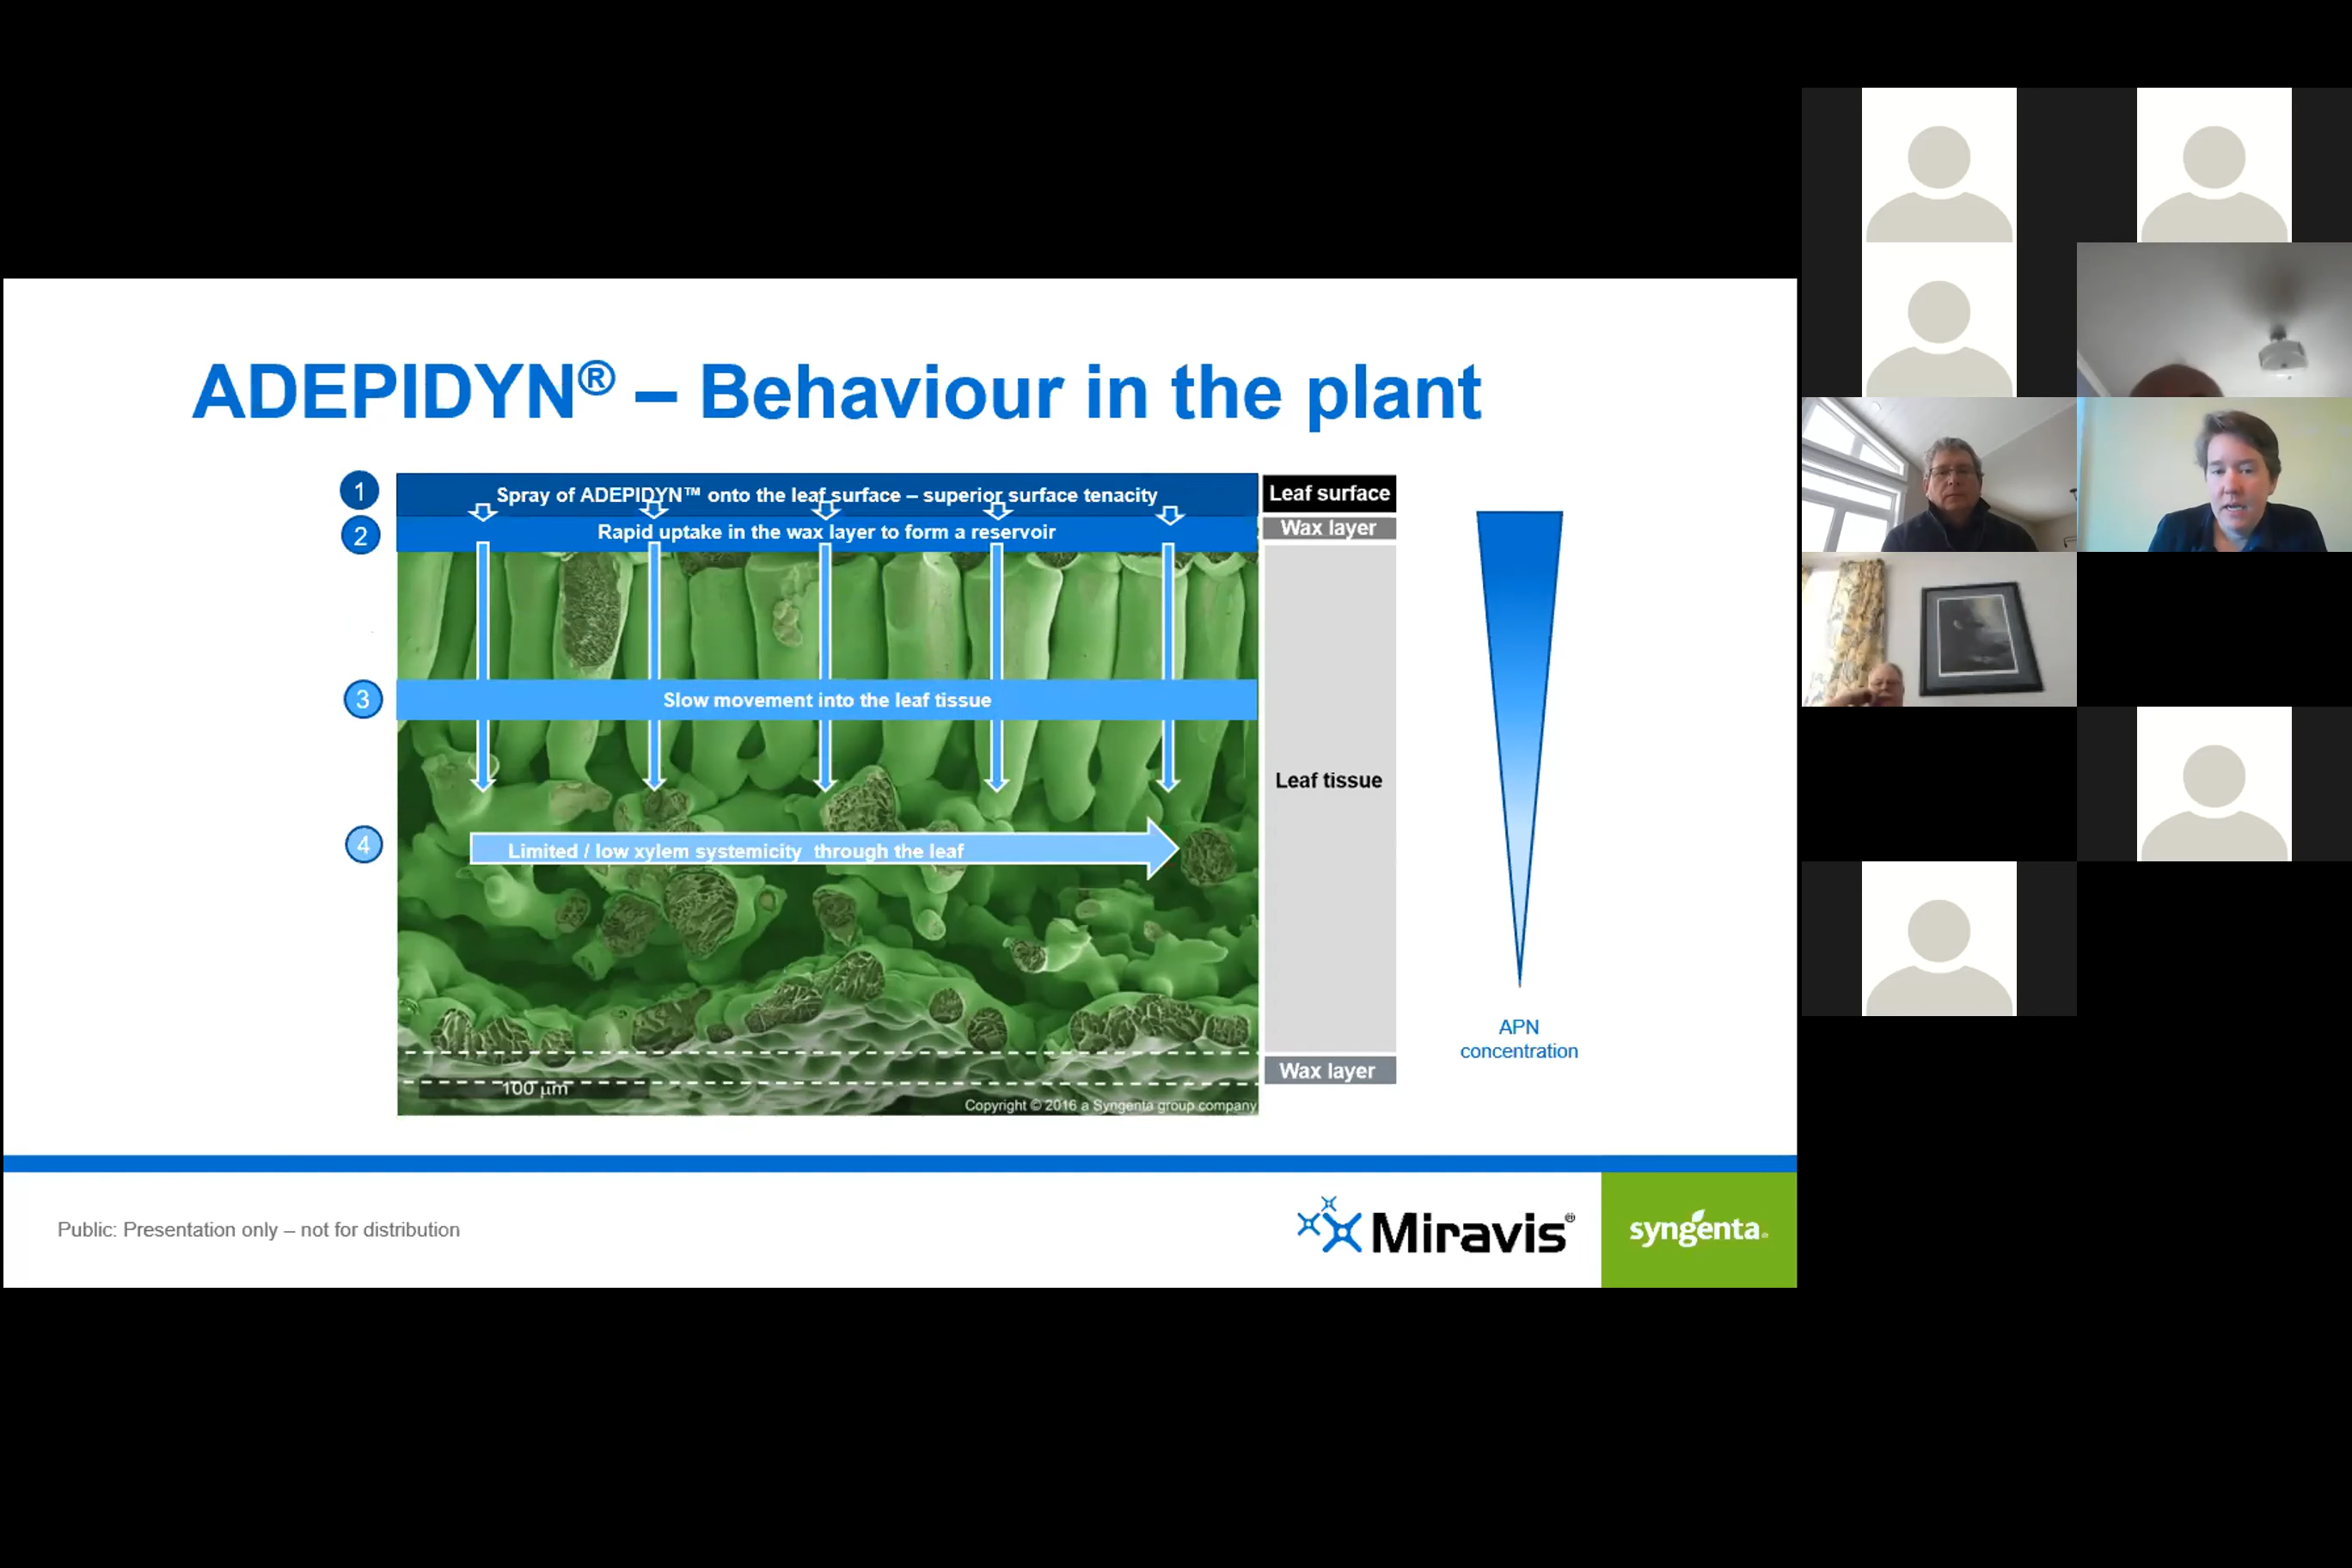 ADEPIDYN® – Behaviour in the plant
1
Spray of ADEPIDYN™ onto the leaf surface – superior surface tenacity
Leaf surface
2
Rapid uptake in the wax layer to form a reservoir
Wax layer
3
Slow movement into the leaf tissue
Leaf tissue
4
Limited / low xylem systemicity through the leaf
APN
concentration
Wax layer
100 µm
Copyright © 2016 a Syngenta group company
Public: Presentation only – not for distribution
Miravis®
syngenta®